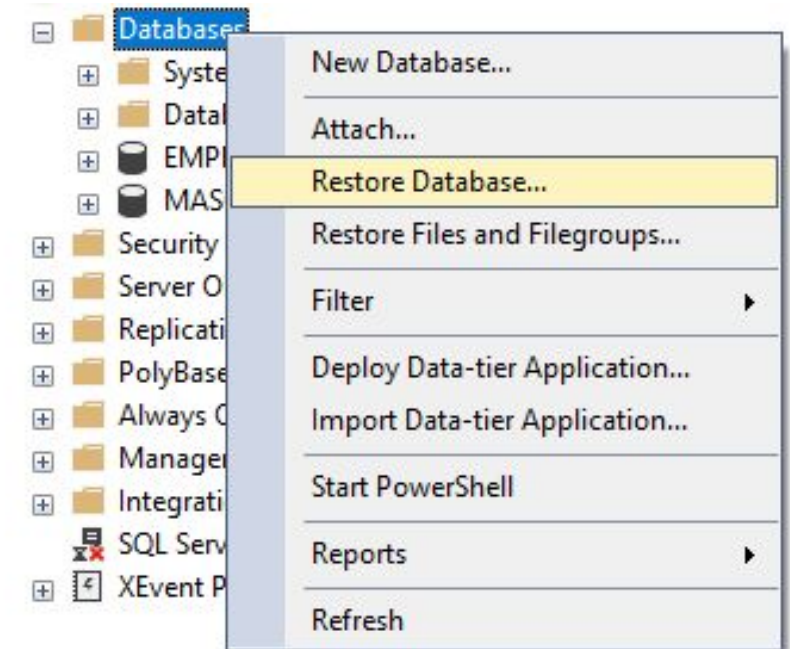 Databases
Syste
Datal
EMPI
MAS
Security
Server O
Replicati
PolyBase
Always C
Manager
Integrati
SQL Serv
XEvent P
New Database...
Attach...
Restore Database...
Restore Files and Filegroups...
Filter
Deploy Data-tier Application...
Import Data-tier Application...
Start PowerShell
Reports
Refresh